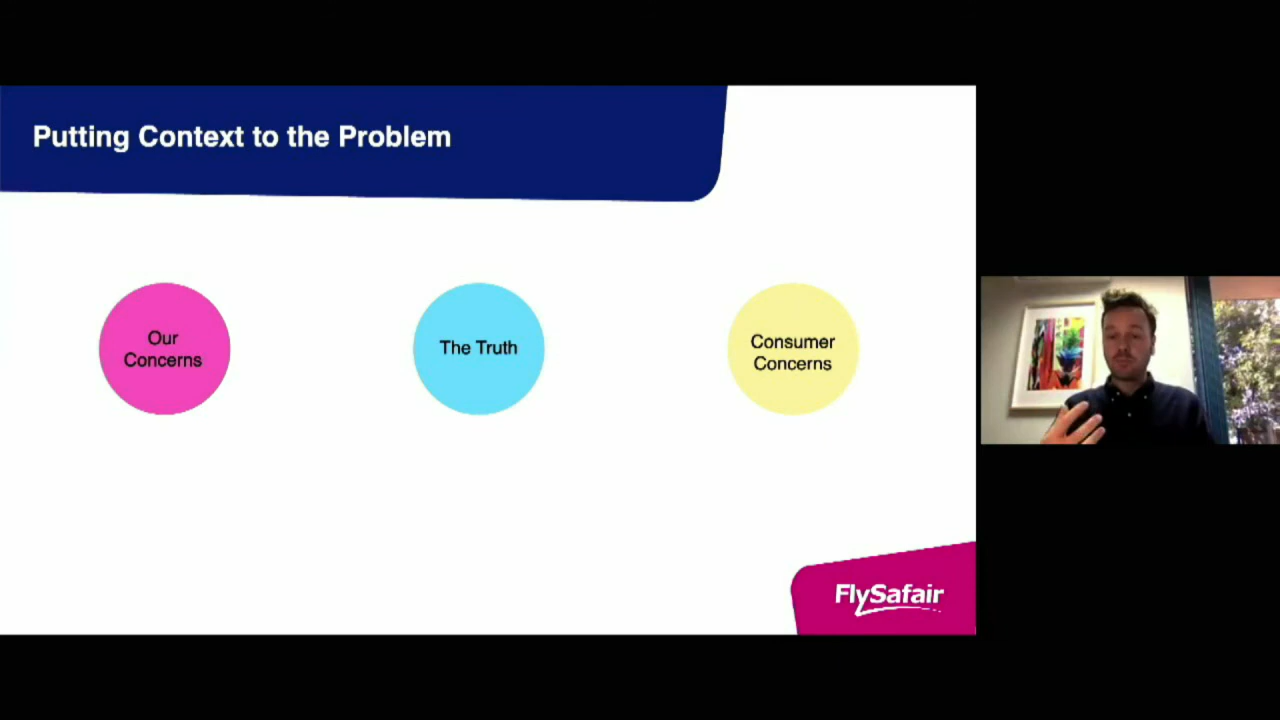 Putting Context to the Problem
Our
Concerns
The Truth
Consumer
Concerns
FlySafair